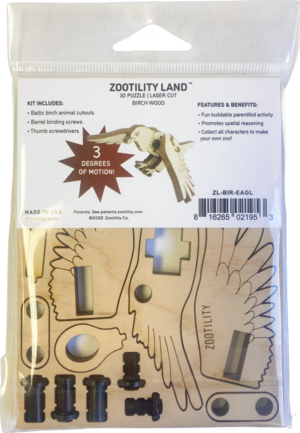 ZOOTILITY LAND™
3D PUZZLE | LASER CUT
BIRCH WOOD
KIT INCLUDES:
• Baltic birch animal cutouts
• Barrel binding screws
• Thumb screwdrivers
FEATURES & BENEFITS:
• Fun buildable parent/kid activity
• Promotes spatial reasoning
• Collect all characters to make
your own zoo!
3
DEGREES
OF MOTION!
ZL-BIR-EAGL
8 16265 02195 3
MADE IN USA
Patents: See patents.zootility.com
Zootility Co.
ZOOTILITY